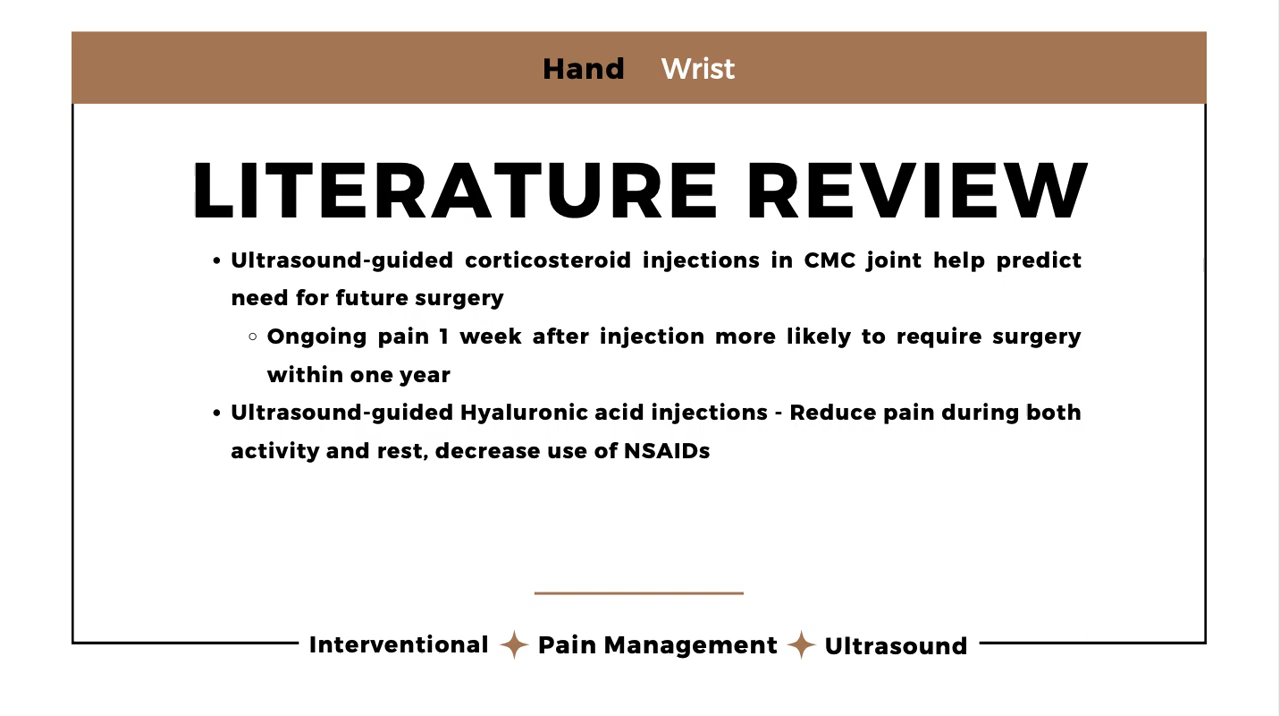 Hand Wrist
LITERATURE REVIEW
• Ultrasound-guided corticosteroid injections in CMC joint help predict
need for future surgery
◦ Ongoing pain 1 week after injection more likely to require surgery
within one year
• Ultrasound-guided Hyaluronic acid injections - Reduce pain during both
activity and rest, decrease use of NSAIDs
Interventional Pain Management Ultrasound